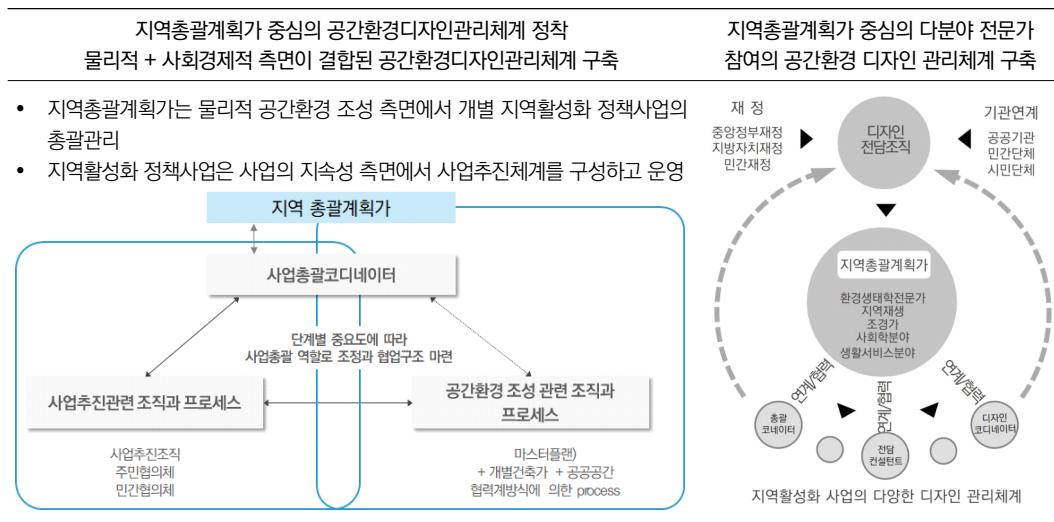 지역총괄계획가 중심의 공간환경디자인관리체계 정착
물리적 + 사회경제적 측면이 결합된 공간환경디자인관리체계 구축
지역총괄계획가 중심의 다분야 전문가
참여의 공간환경 디자인 관리체계 구축
• 지역총괄계획가는 물리적 공간환경 조성 측면에서 개별 지역활성화 정책사업의
총괄관리
• 지역활성화 정책사업은 사업의 지속성 측면에서 사업추진체계를 구성하고 운영
지역 총괄계획가
사업총괄코디네이터
단계별 중요도에 따라
사업총괄 역할로 조정과 협업구조 마련
사업추진관련 조직과 프로세스
공간환경 조성 관련 조직과
프로세스
사업추진조직
주민협의체
민간협의체
마스터플랜)
+ 개별건축가 + 공공공간
협력계방식에 의한 process
재 정
중앙정부재정
지방자치재정
민간재정
디자인
전담조직
기관연계
공공기관
민간단체
시민단체
지역총괄계획가
환경생태학전문가
지역재생
조경가
사회학분야
생활서비스분야
연계/협력
연계/협력
연계/협력
총괄
코네이터
전담
컨설턴트
디자인
코디네이터
지역활성화 사업의 다양한 디자인 관리체계